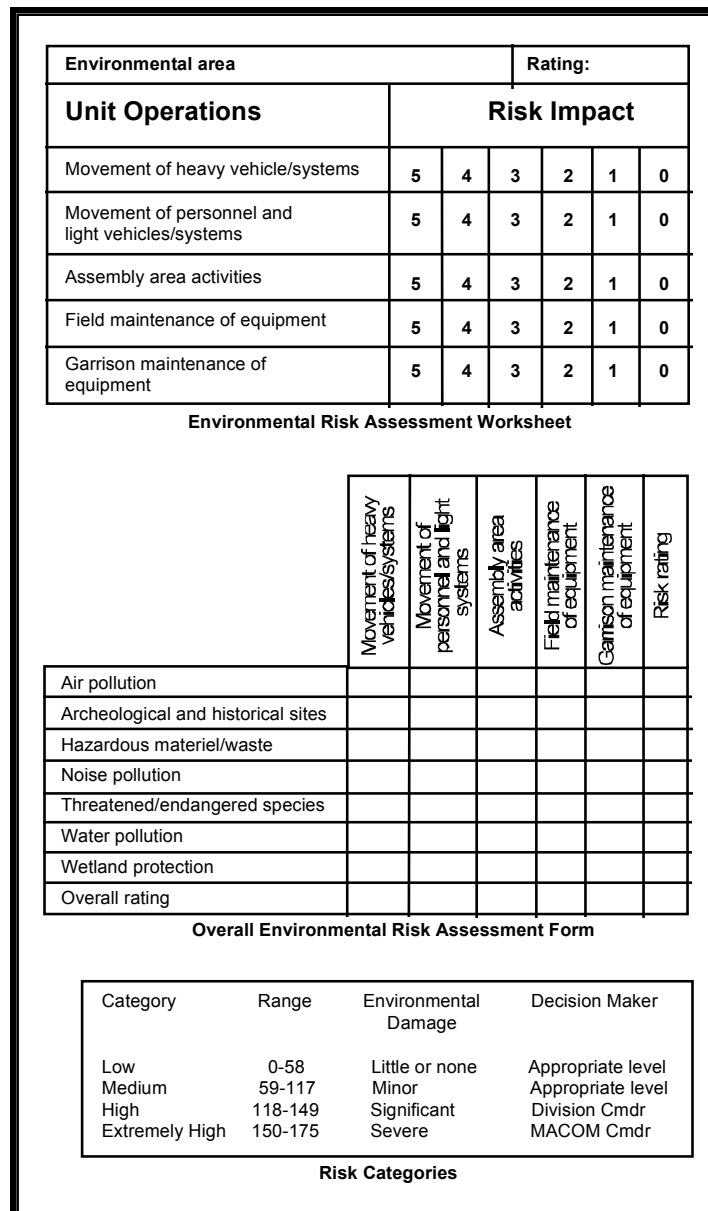 Environmental area Rating:
Unit Operations Risk Impact
Movement of heavy vehicle/systems 5 4 3 2 1 0
Movement of personnel and
light vehicles/systems 5 4 3 2 1 0
Assembly area activities 5 4 3 2 1 0
Field maintenance of equipment 5 4 3 2 1 0
Garrison maintenance of
equipment 5 4 3 2 1 0
Environmental Risk Assessment Worksheet
Movement of heavy
vehicles/systems
Movement of
personnel and light
systems
Assembly area
activities
Field maintenance
of equipment
Garrison maintenance
of equipment
Risk rating
Air pollution
Archeological and historical sites
Hazardous materiel/waste
Noise pollution
Threatened/endangered species
Water pollution
Wetland protection
Overall rating
Overall Environmental Risk Assessment Form
Category Range Environmental Decision Maker
Damage
Low 0-58 Little or none Appropriate level
Medium 59-117 Minor Appropriate level
High 118-149 Significant Division Cmdr
Extremely High 150-175 Severe MACOM Cmdr
Risk Categories